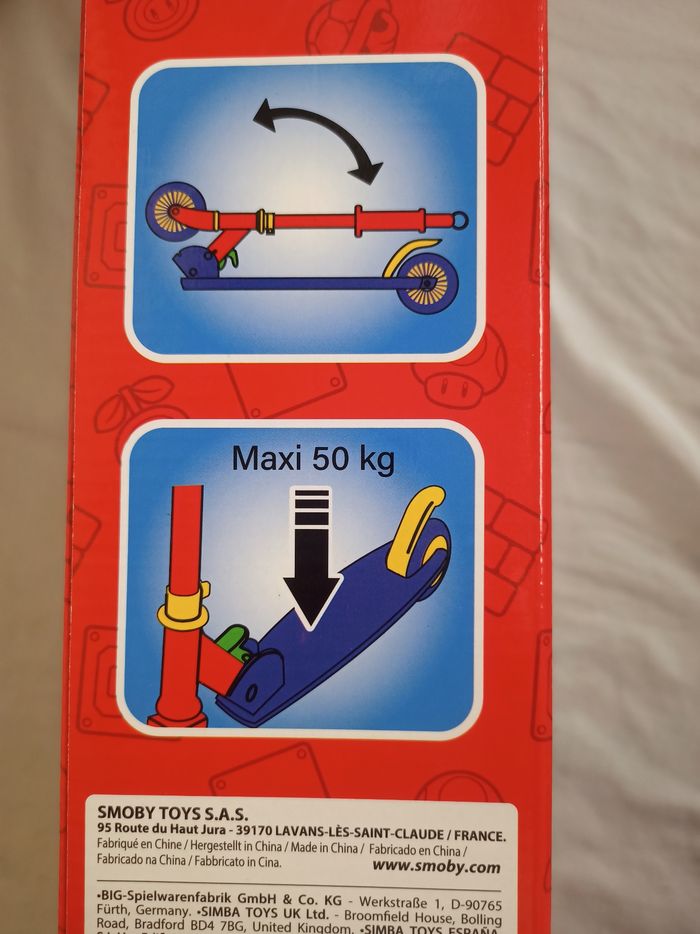 Maxi 50 kg
SMOBY TOYS S.A.S.
95 Route du Haut Jura - 39170 LAVANS-LÈS-SAINT-CLAUDE / FRANCE.
Fabriqué en Chine / Hergestellt in China / Made in China / Fabricado en China /
Fabricado na China / Fabbricato in Cina. www.smoby.com
•BIG-Spielwarenfabrik GmbH & Co. KG - Werkstraße 1, D-90765
Fürth, Germany. •SIMBA TOYS UK Ltd. - Broomfield House, Bolling
Road, Bradford BD4 7BG, United Kingdom. •SIMBA TOYS ESPAÑA